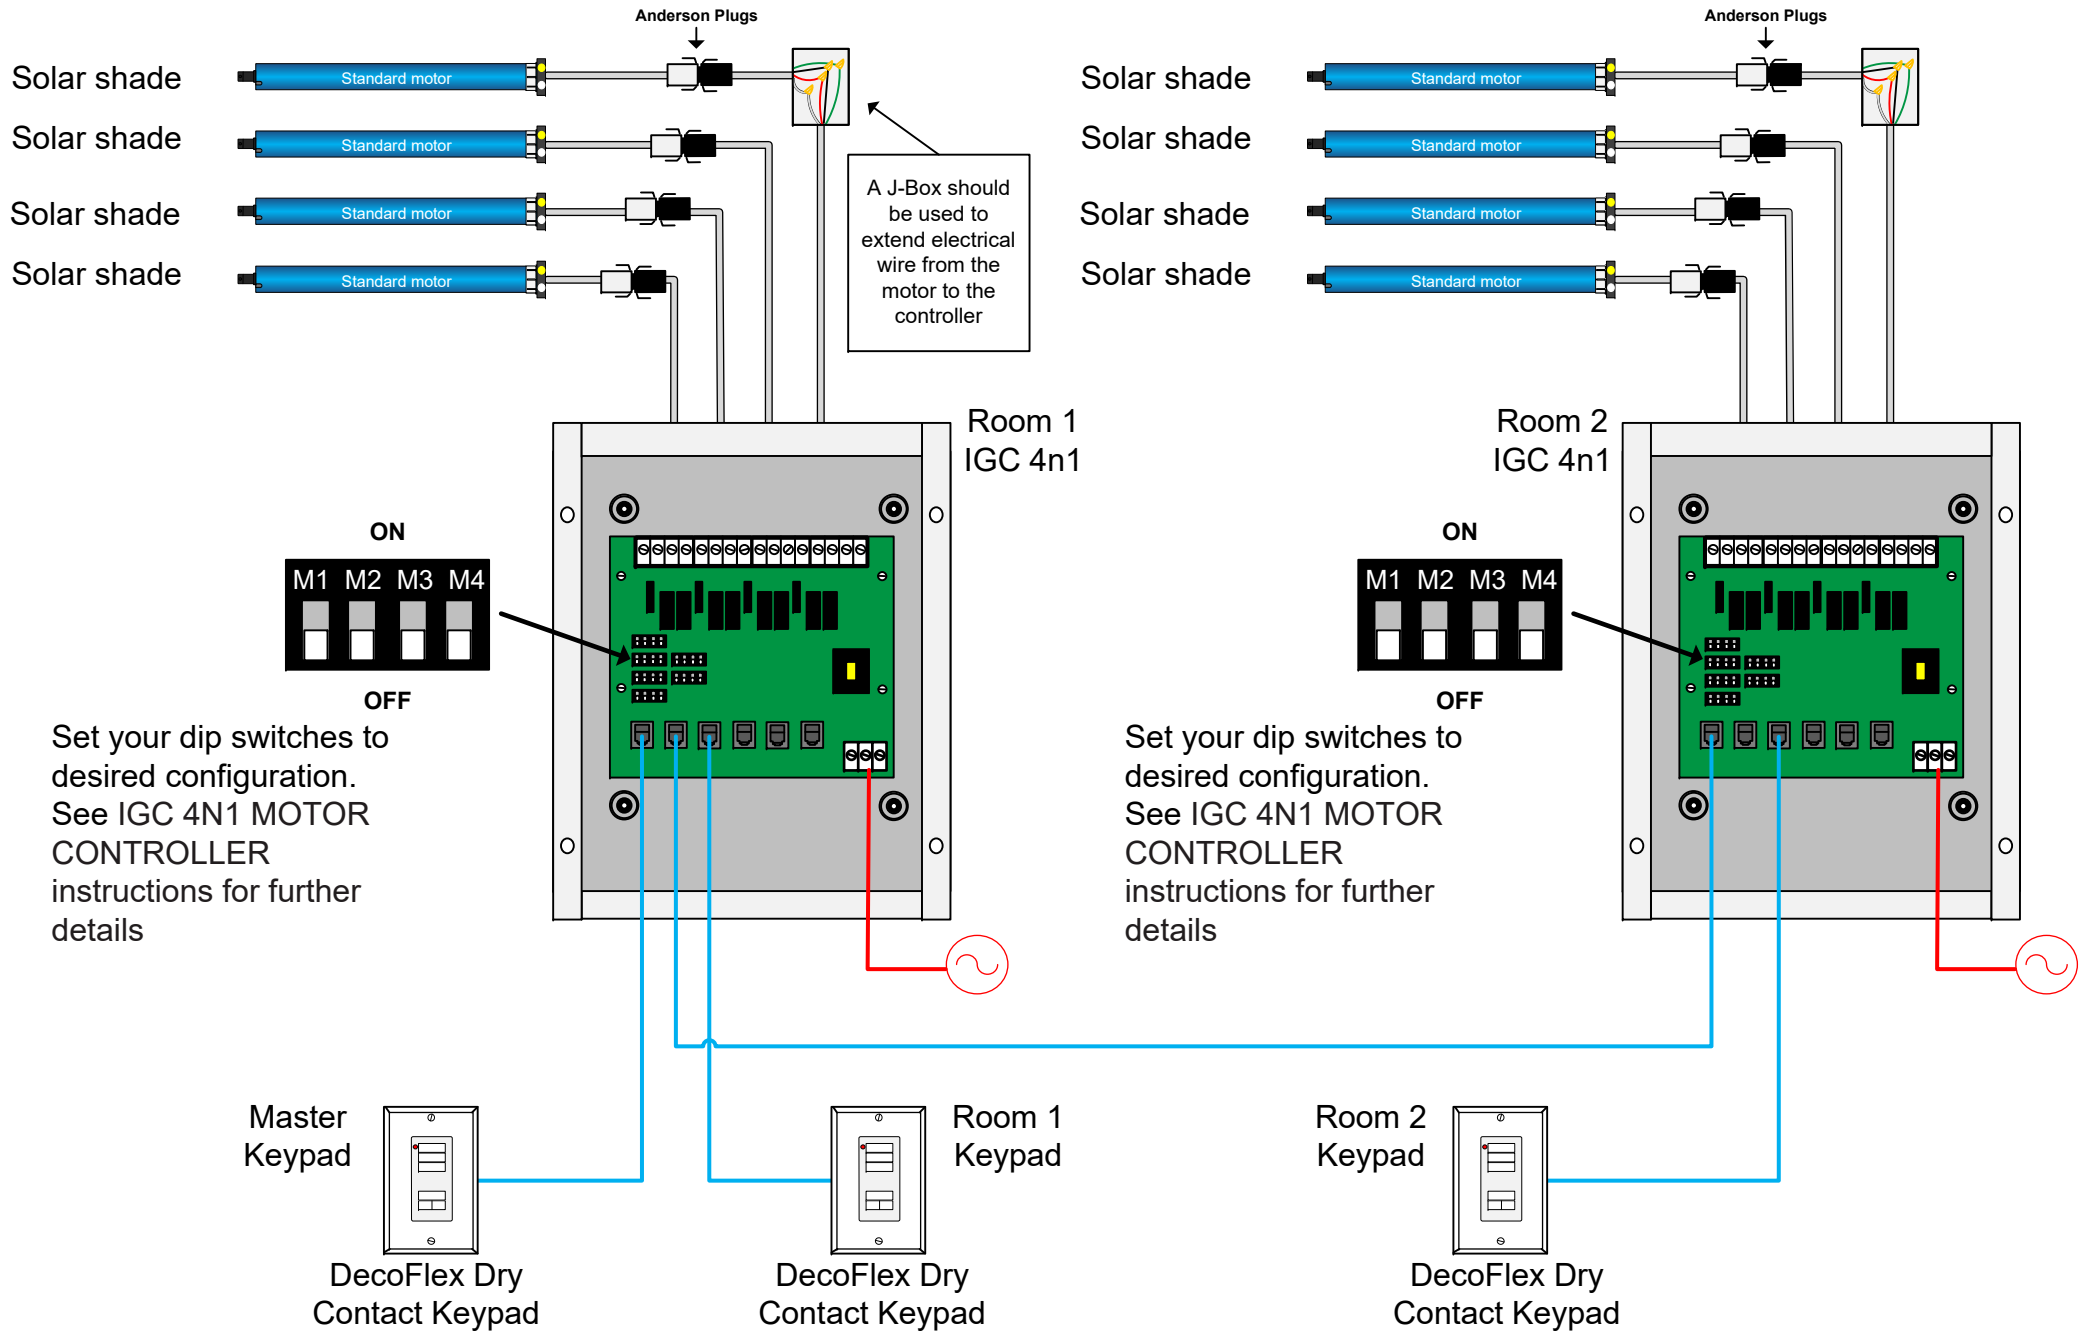 Anderson Plugs
Solar shade
Standard motor
Solar shade
Standard motor
Solar shade
Standard motor
Solar shade
Standard motor
A J-Box should
be used to
extend electrical
wire from the
motor to the
controller
Room 1
IGC 4n1
ON
M1 M2 M3 M4
OFF
Set your dip switches to
desired configuration.
See IGC 4N1 MOTOR
CONTROLLER
instructions for further
details
Anderson Plugs
Solar shade
Standard motor
Solar shade
Standard motor
Solar shade
Standard motor
Solar shade
Standard motor
Room 2
IGC 4n1
ON
M1 M2 M3 M4
OFF
Set your dip switches to
desired configuration.
See IGC 4N1 MOTOR
CONTROLLER
instructions for further
details
Master
Keypad
DecoFlex Dry
Contact Keypad
Room 1
Keypad
DecoFlex Dry
Contact Keypad
Room 2
Keypad
DecoFlex Dry
Contact Keypad